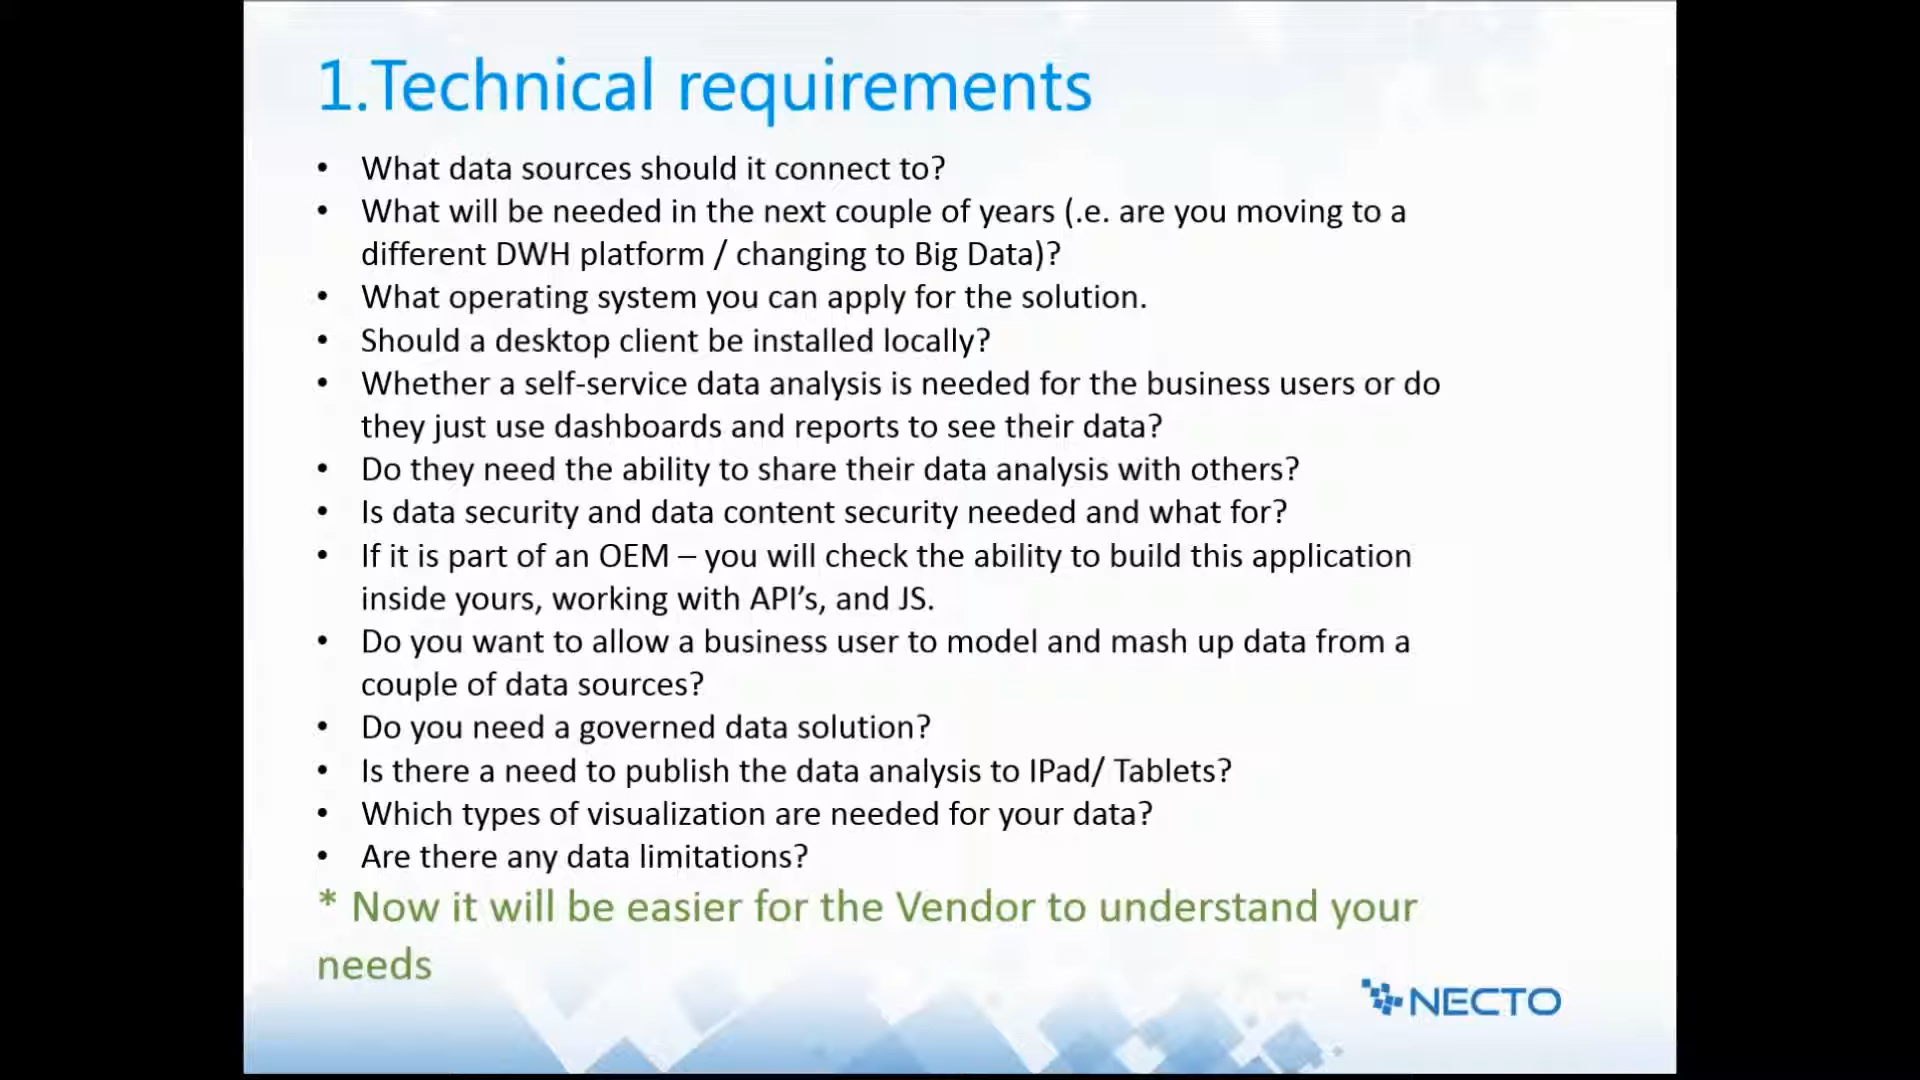 1.Technical requirements
• What data sources should it connect to?
• What will be needed in the next couple of years (.e. are you moving to a
different DWH platform / changing to Big Data)?
• What operating system you can apply for the solution.
• Should a desktop client be installed locally?
• Whether a self-service data analysis is needed for the business users or do
they just use dashboards and reports to see their data?
• Do they need the ability to share their data analysis with others?
• Is data security and data content security needed and what for?
• If it is part of an OEM – you will check the ability to build this application
inside yours, working with API’s, and JS.
• Do you want to allow a business user to model and mash up data from a
couple of data sources?
• Do you need a governed data solution?
• Is there a need to publish the data analysis to IPad/ Tablets?
• Which types of visualization are needed for your data?
• Are there any data limitations?
* Now it will be easier for the Vendor to understand your
needs
NECTO